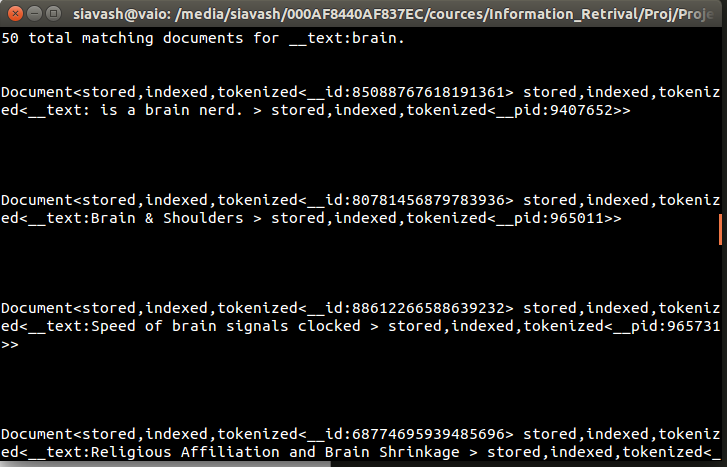 siavash@vaio: /media/siavash/000AF8440AF837EC/cources/Information_Retrival/Proj/Proje
50 total matching documents for __text:brain.
Document<stored,indexed,tokenized<__id:85088767618191361> stored,indexed,tokeniz
ed<__text: is a brain nerd. > stored,indexed,tokenized<__pid:9407652>>
Document<stored,indexed,tokenized<__id:80781456879783936> stored,indexed,tokeniz
ed<__text:Brain & Shoulders > stored,indexed,tokenized<__pid:965011>>
Document<stored,indexed,tokenized<__id:88612266588639232> stored,indexed,tokeniz
ed<__text:Speed of brain signals clocked > stored,indexed,tokenized<__pid:965731
>>
Document<stored,indexed,tokenized<__id:68774695939485696> stored,indexed,tokeniz
ed<__text:Religious Affiliation and Brain Shrinkage > stored,indexed,tokenized<_